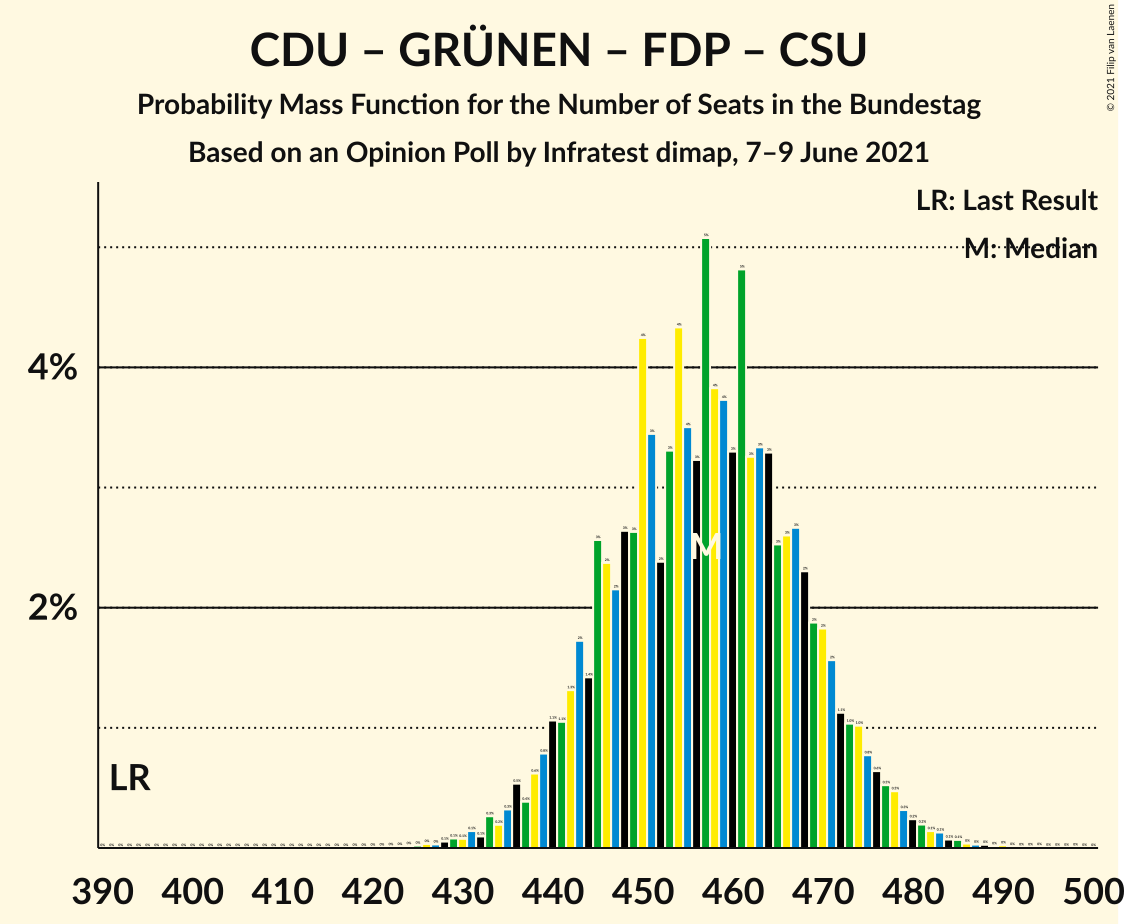 CDU – GRÜNEN – FDP – CSU
Probability Mass Function for the Number of Seats in the Bundestag
Based on an Opinion Poll by Infratest dimap, 7–9 June 2021
© 2021 Filip van Laenen
LR: Last Result
M: Median
4%
2%
M
LR
390 400 410 420 430 440 450 460 470 480 490 500